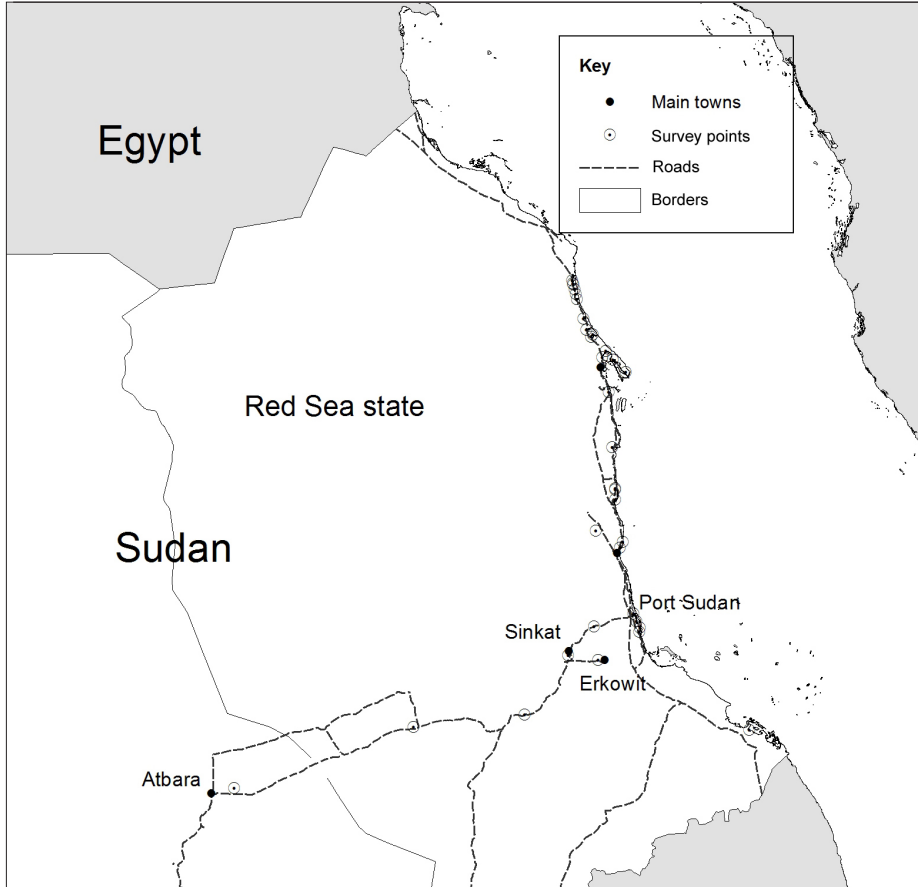 Key
Main towns
Survey points
Roads
Borders
Egypt
Red Sea state
Sudan
Port Sudan
Sinkat
Erkowit
Atbara